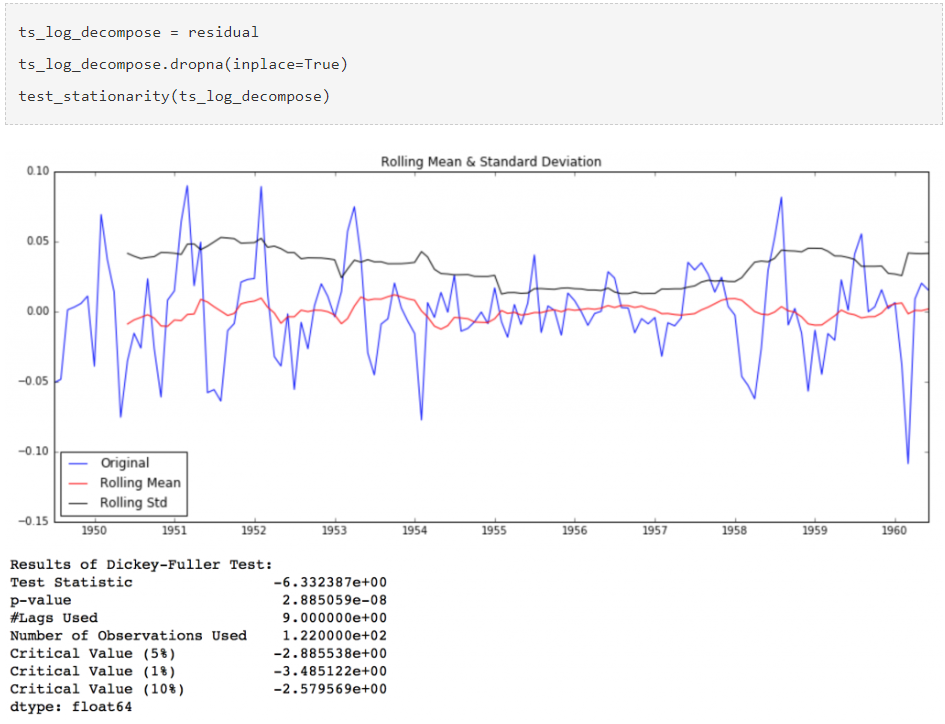 ts_log_decompose = residual
ts_log_decompose.dropna(inplace=True)
test_stationarity(ts_log_decompose)
Rolling Mean & Standard Deviation
0.10
0.05
0.00
−0.05
−0.10
−0.15
Original
Rolling Mean
Rolling Std
1950 1951 1952 1953 1954 1955 1956 1957 1958 1959 1960
Results of Dickey-Fuller Test:
Test Statistic -6.332387e+00
p-value 2.885059e-08
#Lags Used 9.000000e+00
Number of Observations Used 1.220000e+02
Critical Value (5%) -2.885538e+00
Critical Value (1%) -3.485122e+00
Critical Value (10%) -2.579569e+00
dtype: float64